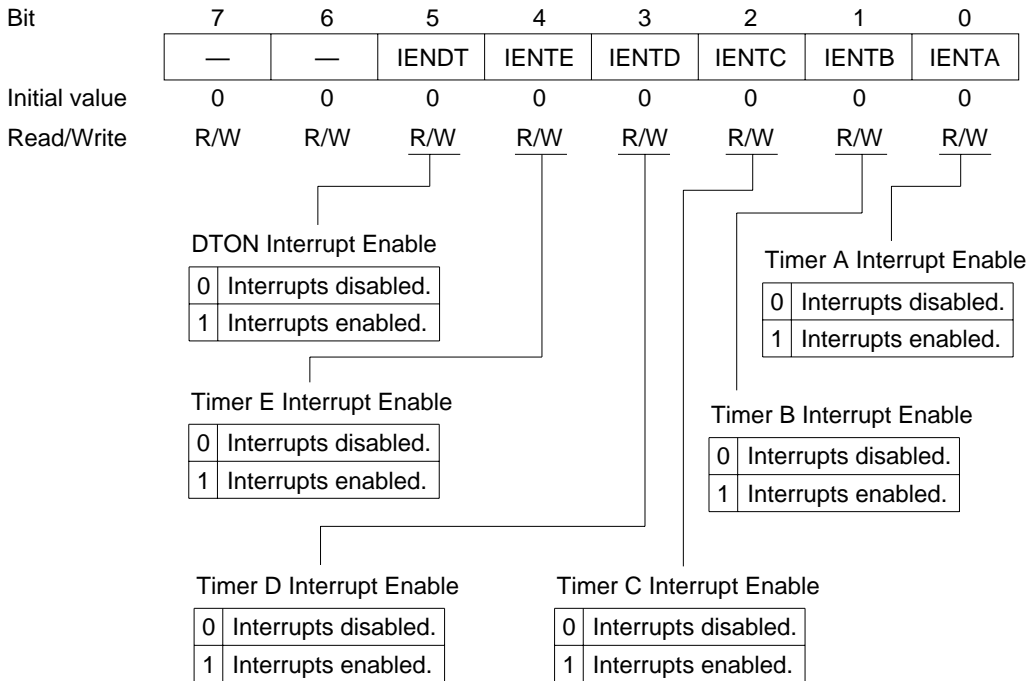 Bit 7 6 5 4 3 2 1 0
— — IENDT IENTE IENTD IENTC IENTB IENTA
Initial value 0 0 0 0 0 0 0 0
Read/Write R/W R/W R/W R/W R/W R/W R/W R/W
DTON Interrupt Enable
0 Interrupts disabled.
1 Interrupts enabled.
Timer A Interrupt Enable
0 Interrupts disabled.
1 Interrupts enabled.
Timer E Interrupt Enable
0 Interrupts disabled.
1 Interrupts enabled.
Timer B Interrupt Enable
0 Interrupts disabled.
1 Interrupts enabled.
Timer D Interrupt Enable
0 Interrupts disabled.
1 Interrupts enabled.
Timer C Interrupt Enable
0 Interrupts disabled.
1 Interrupts enabled.